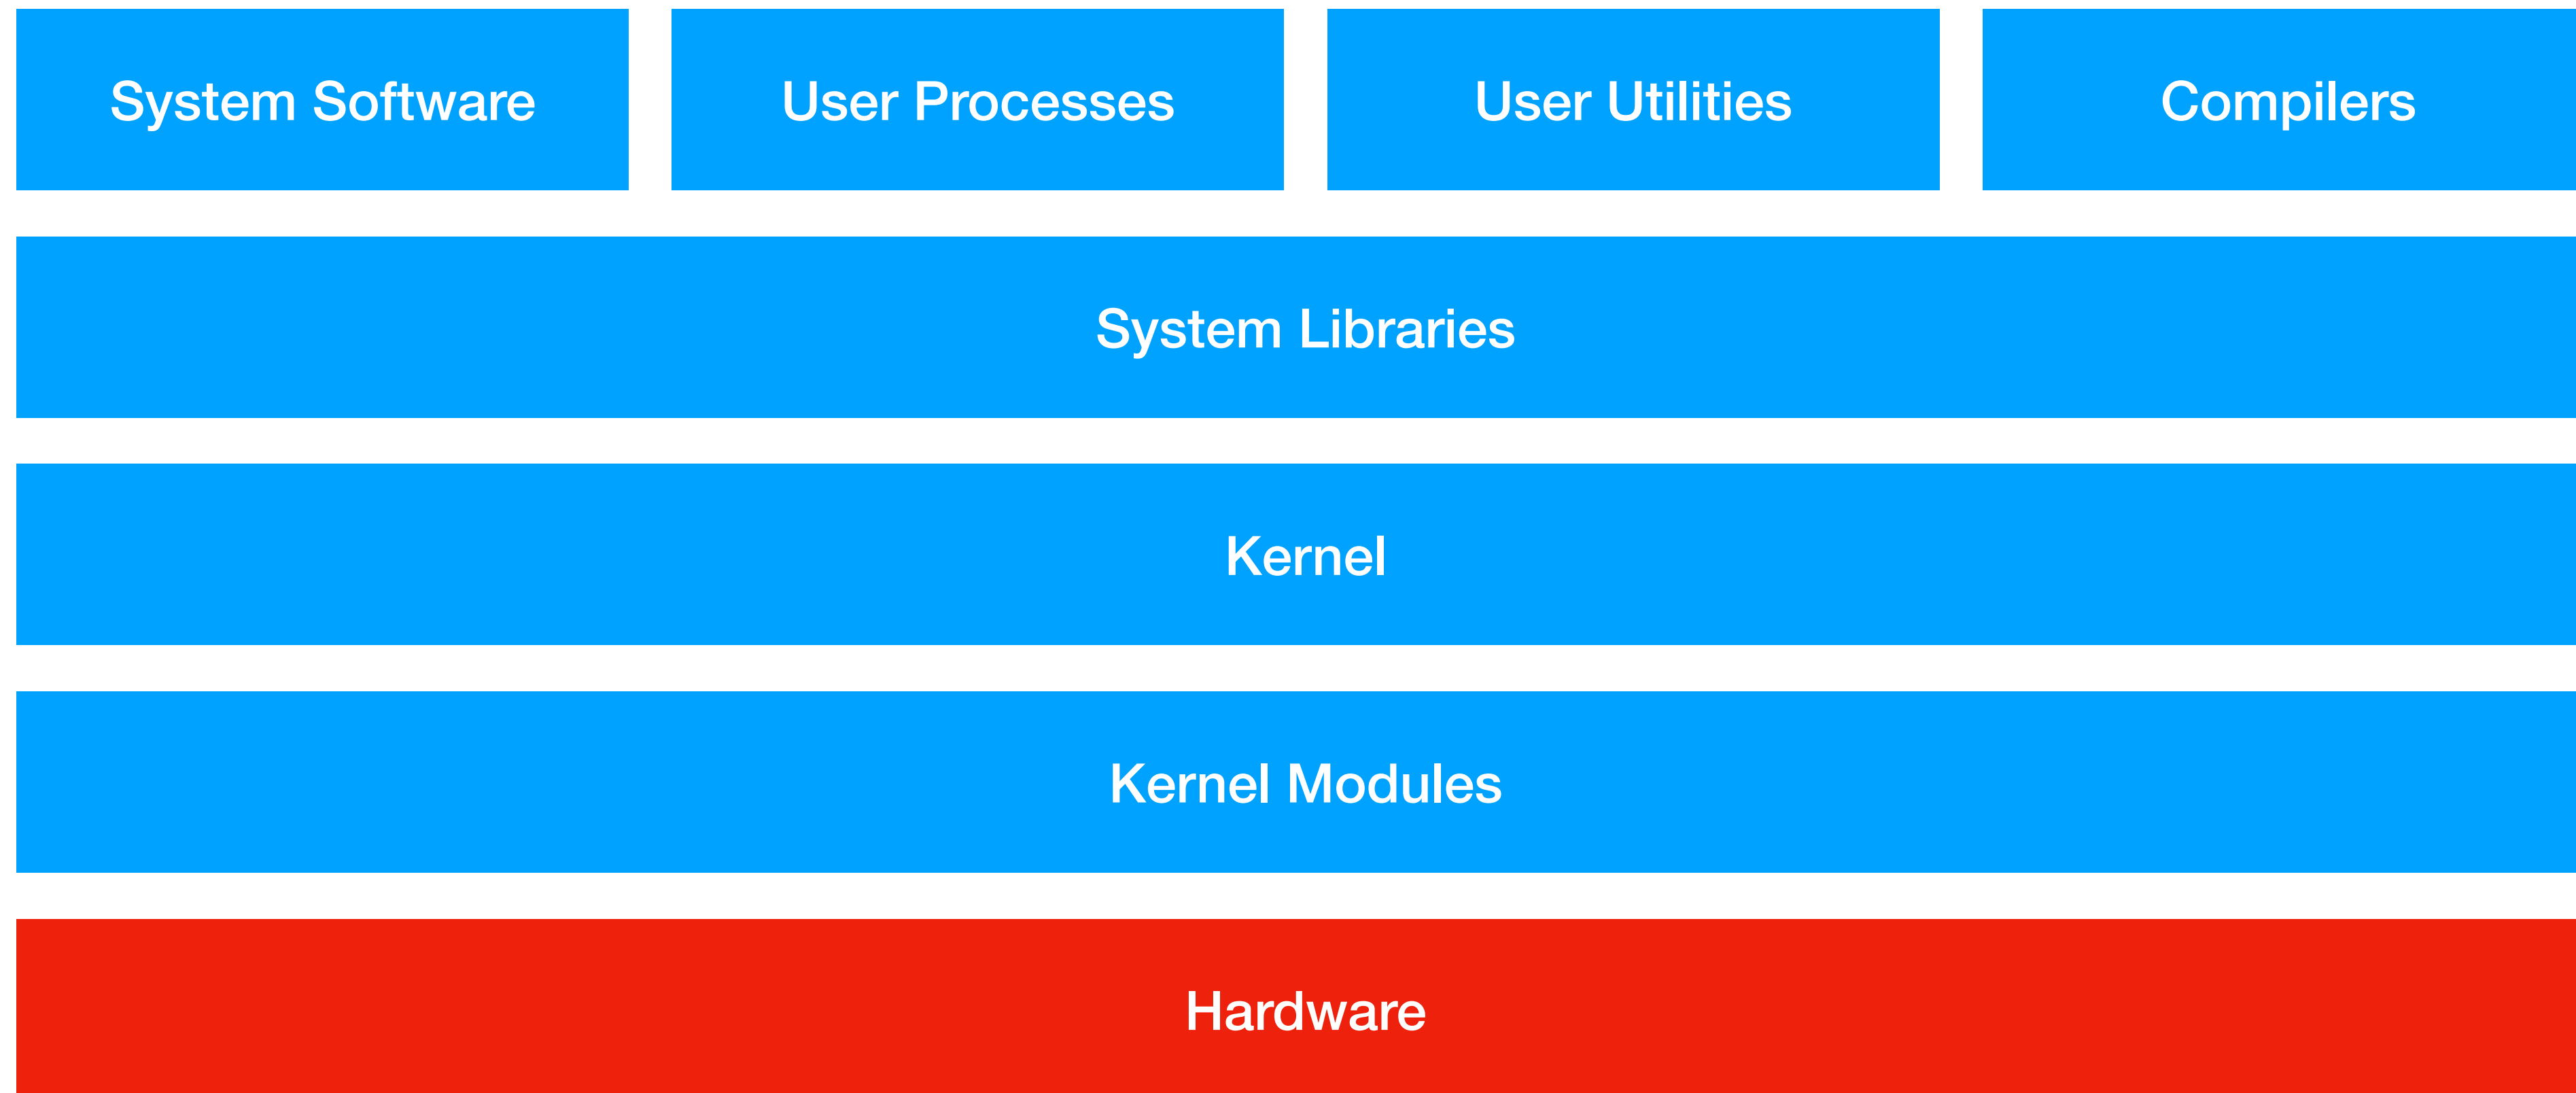 System Software
User Processes
User Utilities
Compilers
System Libraries
Kernel
Kernel Modules
Hardware